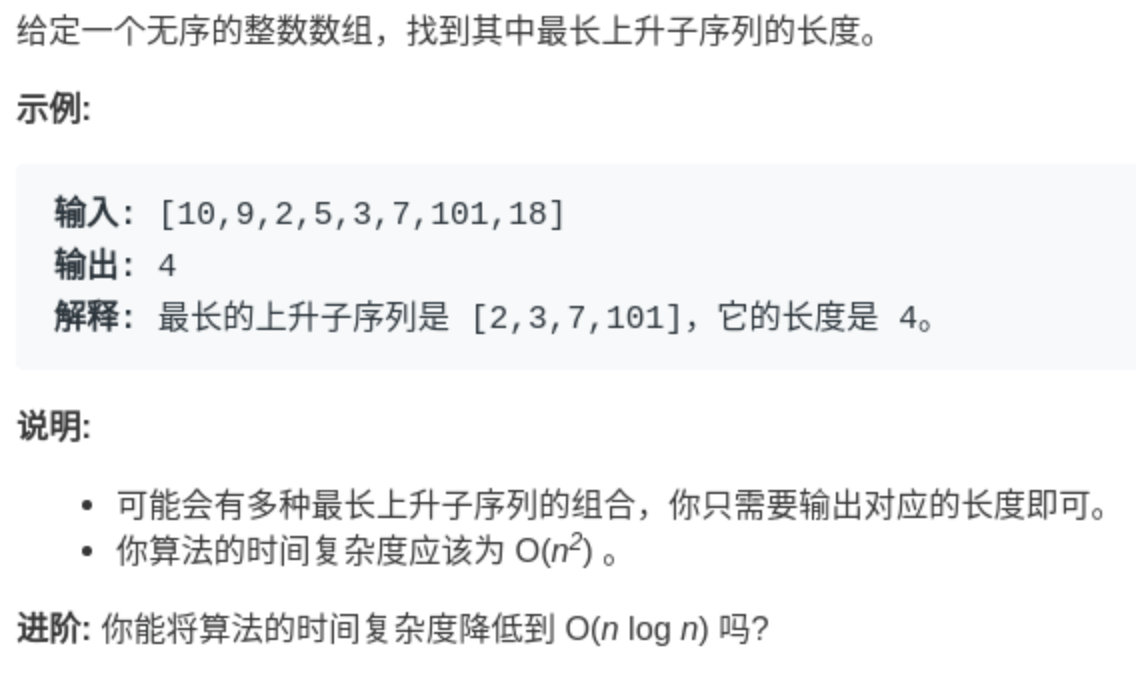 给定一个无序的整数数组，找到其中最长上升子序列的长度。
示例:
输入: [10,9,2,5,3,7,101,18]
输出: 4
解释: 最长的上升子序列是 [2,3,7,101]，它的长度是 4。
说明:
• 可能会有多种最长上升子序列的组合，你只需要输出对应的长度即可。
• 你算法的时间复杂度应该为 O(n²) 。
进阶: 你能将算法的时间复杂度降低到 O(n log n) 吗?